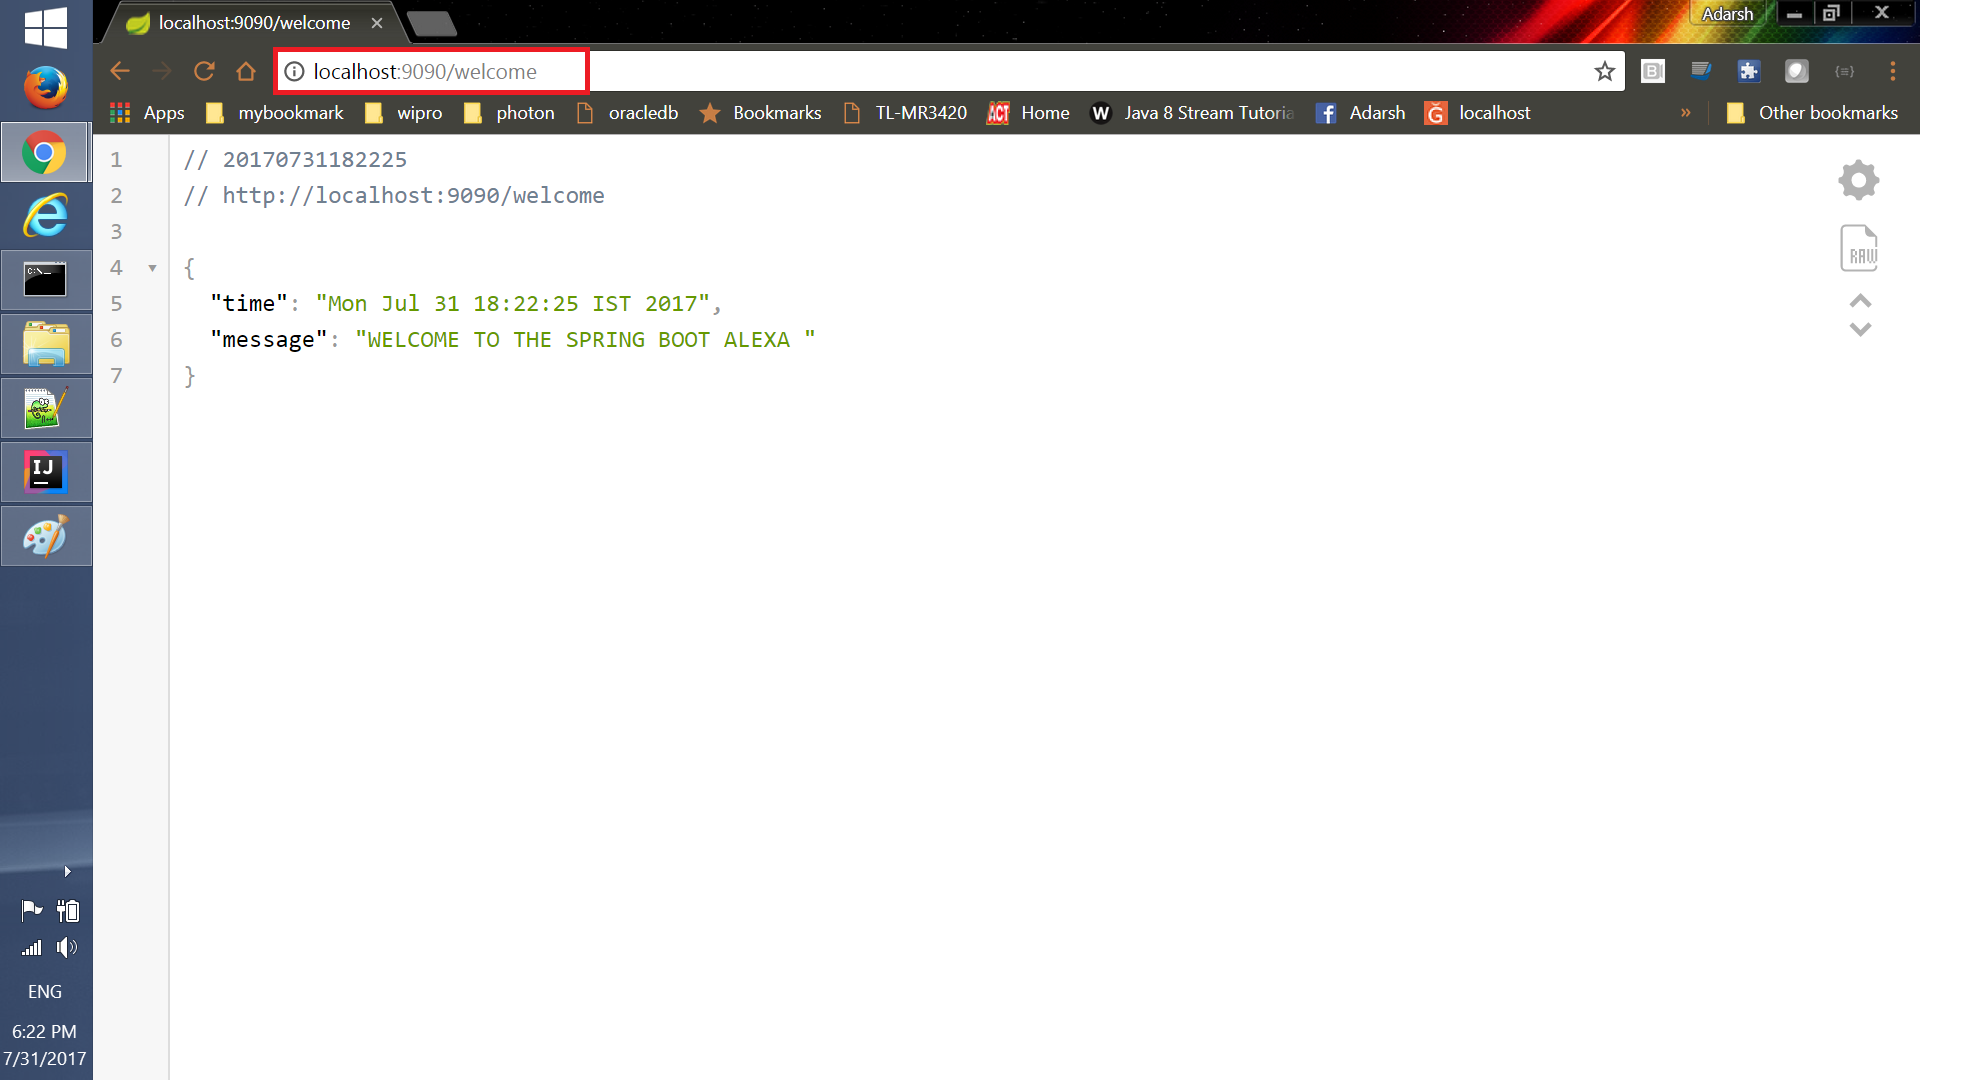 localhost:9090/welcome
Adarsh
localhost:9090/welcome
Apps mybookmark wipro photon oracledb Bookmarks TL-MR3420 ACT Home W Java 8 Stream Tutoria f Adarsh Ğ localhost » Other bookmarks
1 // 20170731182225
2 // http://localhost:9090/welcome
3
4 {
5 "time": "Mon Jul 31 18:22:25 IST 2017",
6 "message": "WELCOME TO THE SPRING BOOT ALEXA "
7 }
RAW
C:\_
IJ
ENG
6:22 PM
7/31/2017